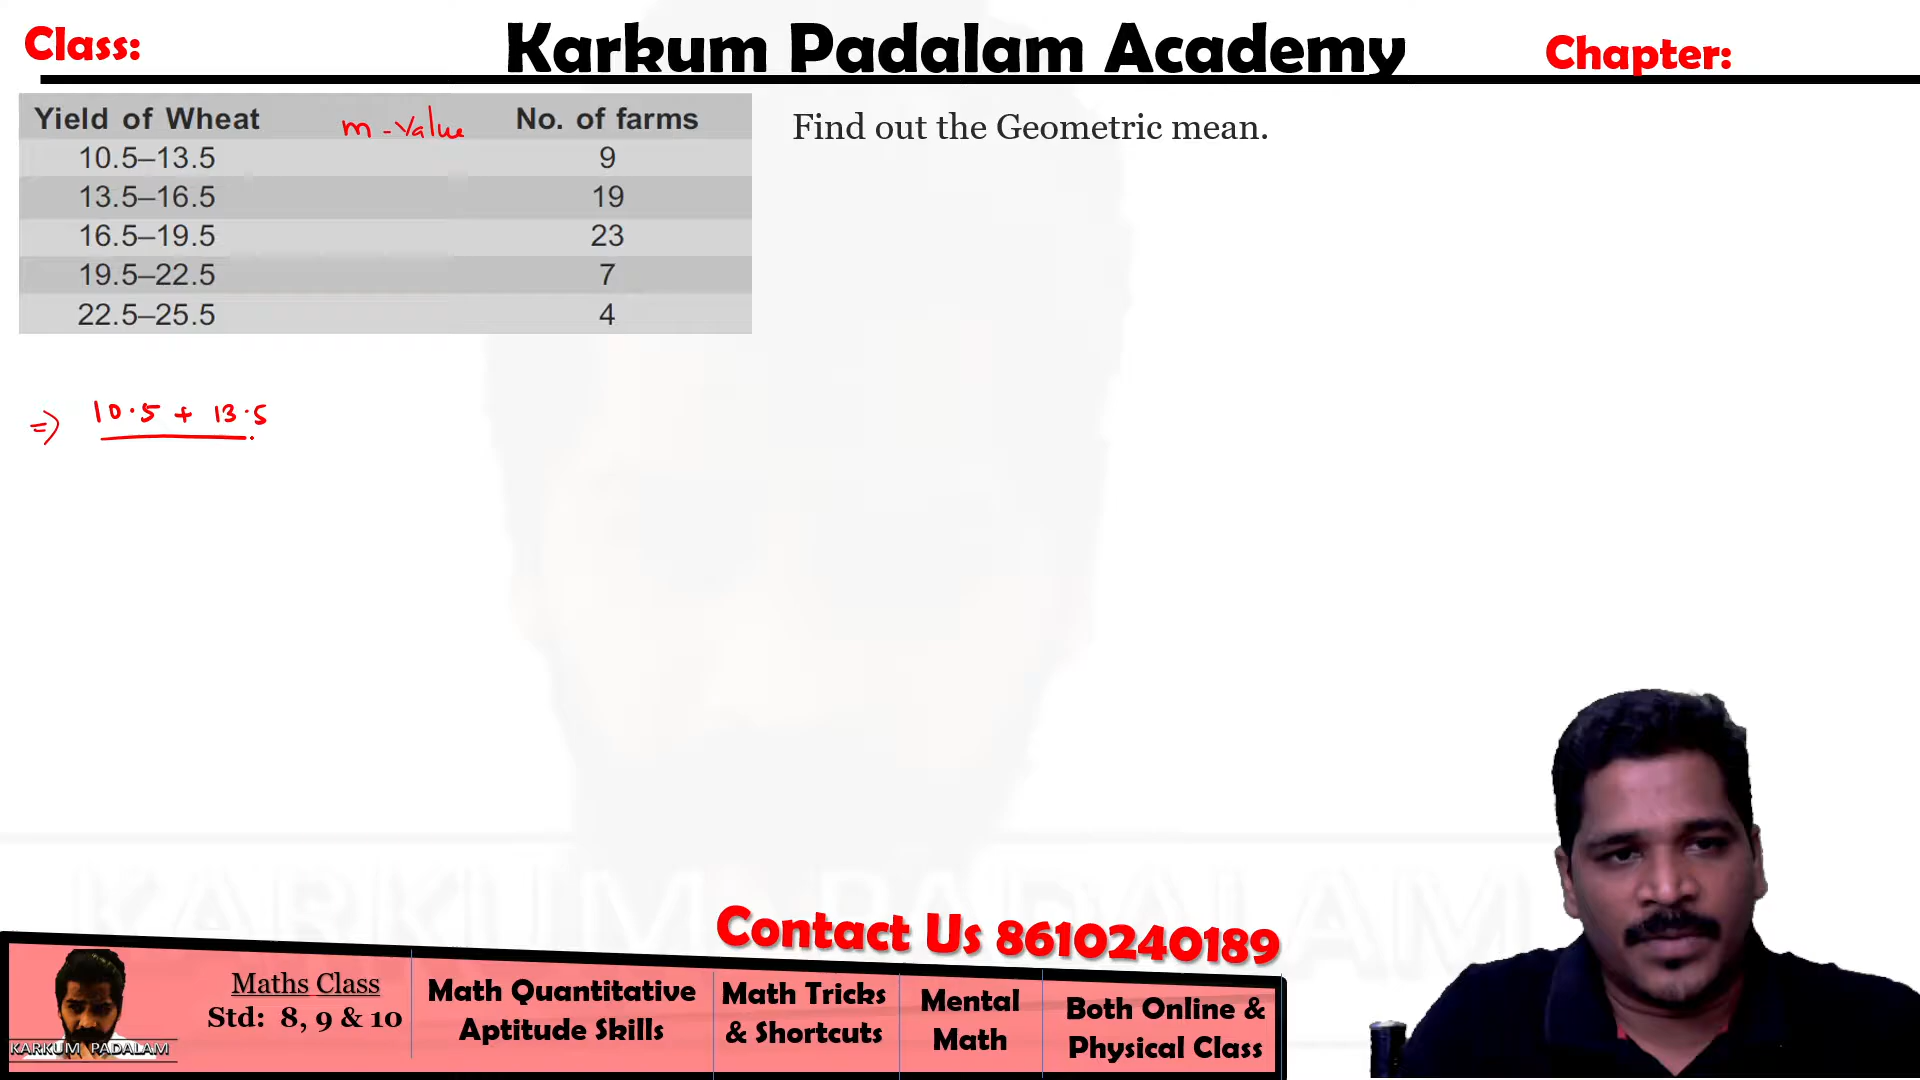 Class:
Karkum Padalam Academy
Chapter:
Yield of Wheat m-Value No. of farms
10.5–13.5 9
13.5–16.5 19
16.5–19.5 23
19.5–22.5 7
22.5–25.5 4
Find out the Geometric mean.
=> 10.5 + 13.5
KARKUM PADALAM
Contact Us 8610240189
KARKUM PADALAM
Maths Class
Std: 8, 9 & 10
Math Quantitative
Aptitude Skills
Math Tricks
& Shortcuts
Mental
Math
Both Online &
Physical Class